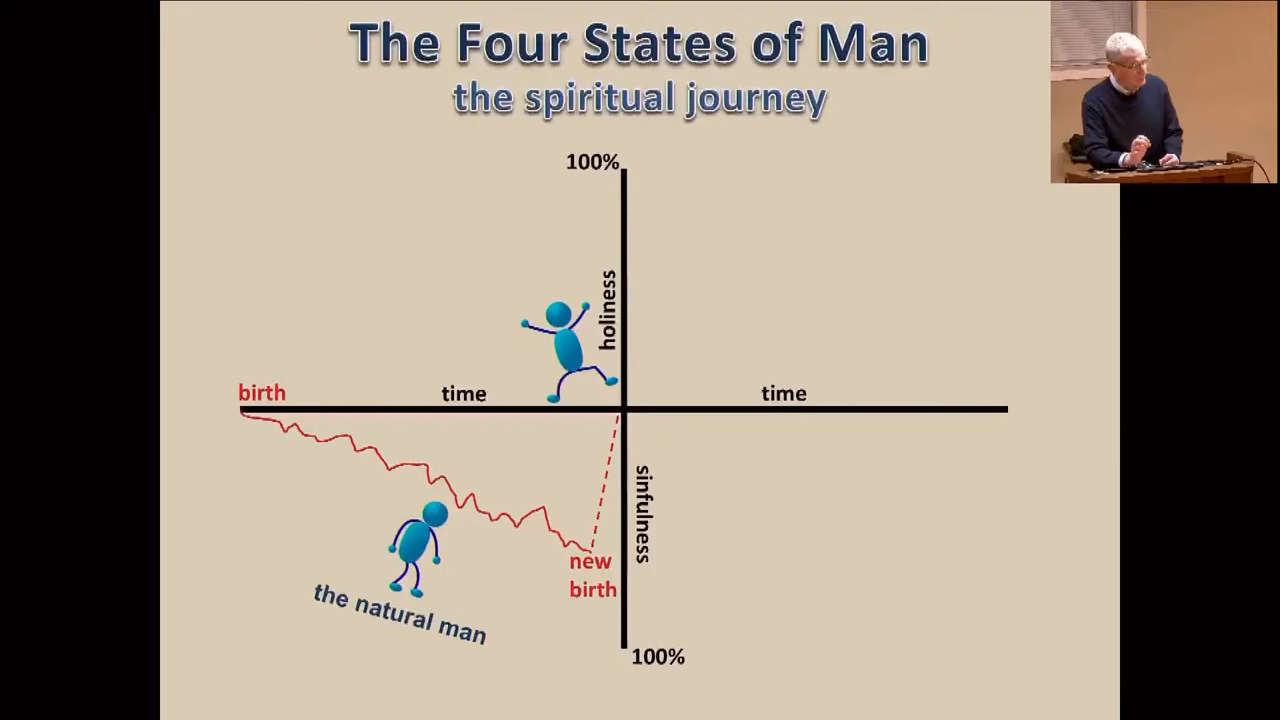 The Four States of Man
the spiritual journey
100%
holiness
birth
time
time
sinfulness
new
birth
the natural man
100%